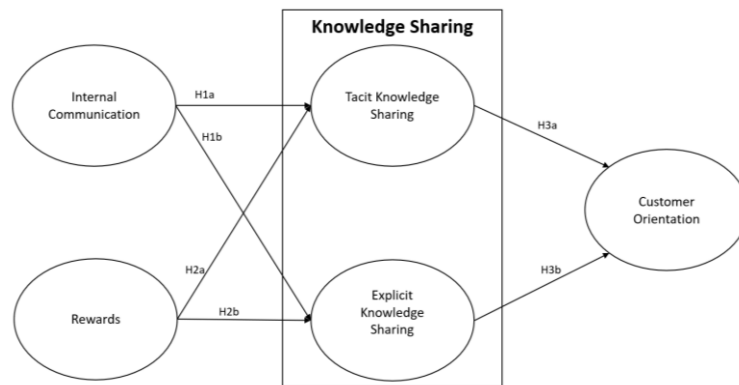 Knowledge Sharing
Internal
Communication
H1a
Tacit Knowledge
Sharing
H1b
H3a
Customer
Orientation
H2a
H3b
Rewards
H2b
Explicit
Knowledge
Sharing